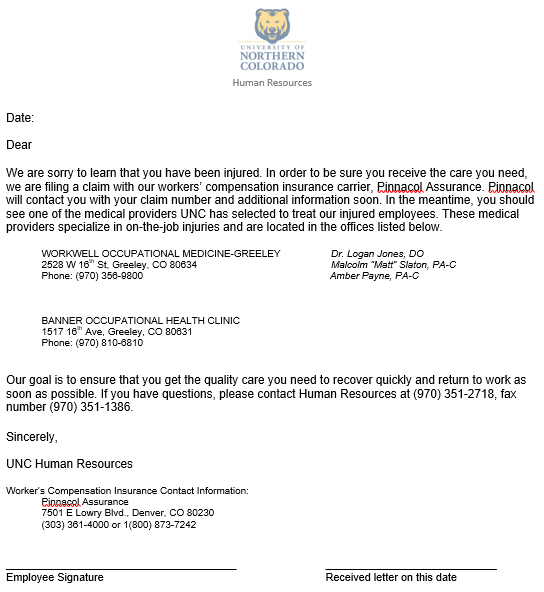 UNIVERSITY OF
NORTHERN
COLORADO
Human Resources
Date:
Dear
We are sorry to learn that you have been injured. In order to be sure you receive the care you need,
we are filing a claim with our workers' compensation insurance carrier, Pinnacol Assurance. Pinnacol
will contact you with your claim number and additional information soon. In the meantime, you should
see one of the medical providers UNC has selected to treat our injured employees. These medical
providers specialize in on-the-job injuries and are located in the offices listed below.
WORKWELL OCCUPATIONAL MEDICINE-GREELEY Dr. Logan Jones, DO
2528 W 16th St, Greeley, CO 80634 Malcolm "Matt" Slaton, PA-C
Phone: (970) 356-9800 Amber Payne, PA-C
BANNER OCCUPATIONAL HEALTH CLINIC
1517 16th Ave, Greeley, CO 80631
Phone: (970) 810-6810
Our goal is to ensure that you get the quality care you need to recover quickly and return to work as
soon as possible. If you have questions, please contact Human Resources at (970) 351-2718, fax
number (970) 351-1386.
Sincerely,
UNC Human Resources
Worker's Compensation Insurance Contact Information:
Pinnacol Assurance
7501 E Lowry Blvd., Denver, CO 80230
(303) 361-4000 or 1(800) 873-7242
Employee Signature Received letter on this date